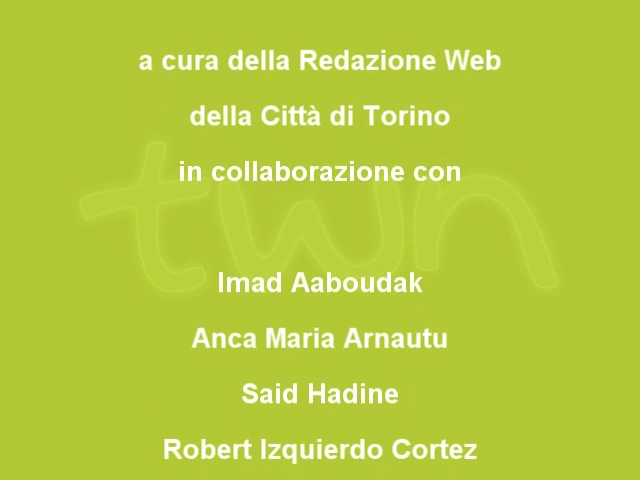 a cura della Redazione Web
della Città di Torino
in collaborazione con
twn
Imad Aaboudak
Anca Maria Arnautu
Said Hadine
Robert Izquierdo Cortez